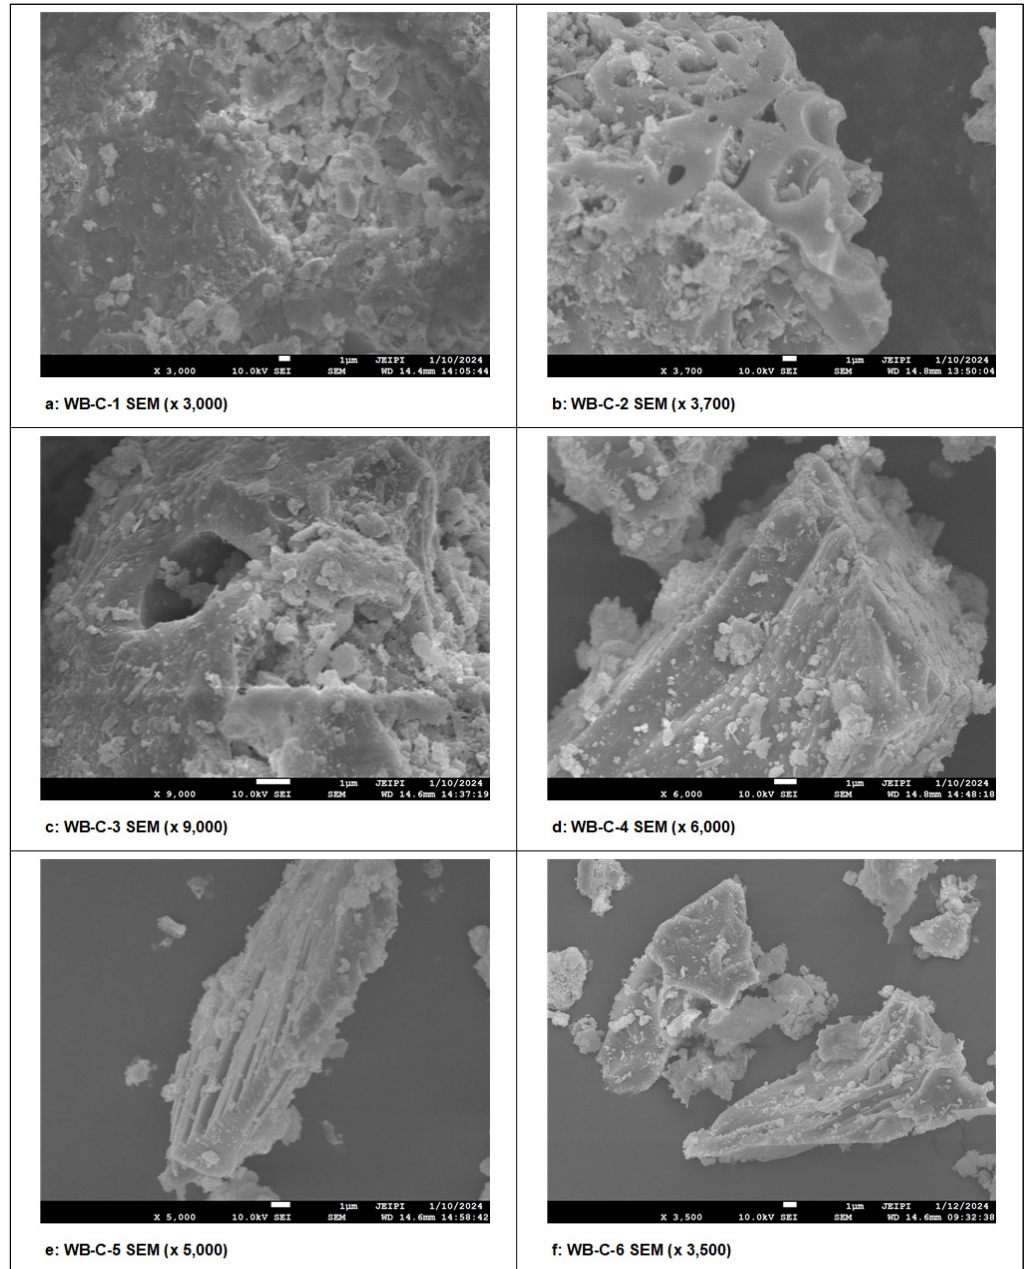 1µm JEIPI 1/10/2024
X 3,000 10.0kV SEI SEM WD 14.4mm 14:05:44
a: WB-C-1 SEM (x 3,000)
1µm JEIPI 1/10/2024
X 3,700 10.0kV SEI SEM WD 14.8mm 13:50:04
b: WB-C-2 SEM (x 3,700)
1µm JEIPI 1/10/2024
X 9,000 10.0kV SEI SEM WD 14.6mm 14:37:19
c: WB-C-3 SEM (x 9,000)
1µm JEIPI 1/10/2024
X 6,000 10.0kV SEI SEM WD 14.8mm 14:48:18
d: WB-C-4 SEM (x 6,000)
1µm JEIPI 1/10/2024
X 5,000 10.0kV SEI SEM WD 14.6mm 14:58:42
e: WB-C-5 SEM (x 5,000)
1µm JEIPI 1/12/2024
X 3,500 10.0kV SEI SEM WD 14.6mm 09:32:38
f: WB-C-6 SEM (x 3,500)